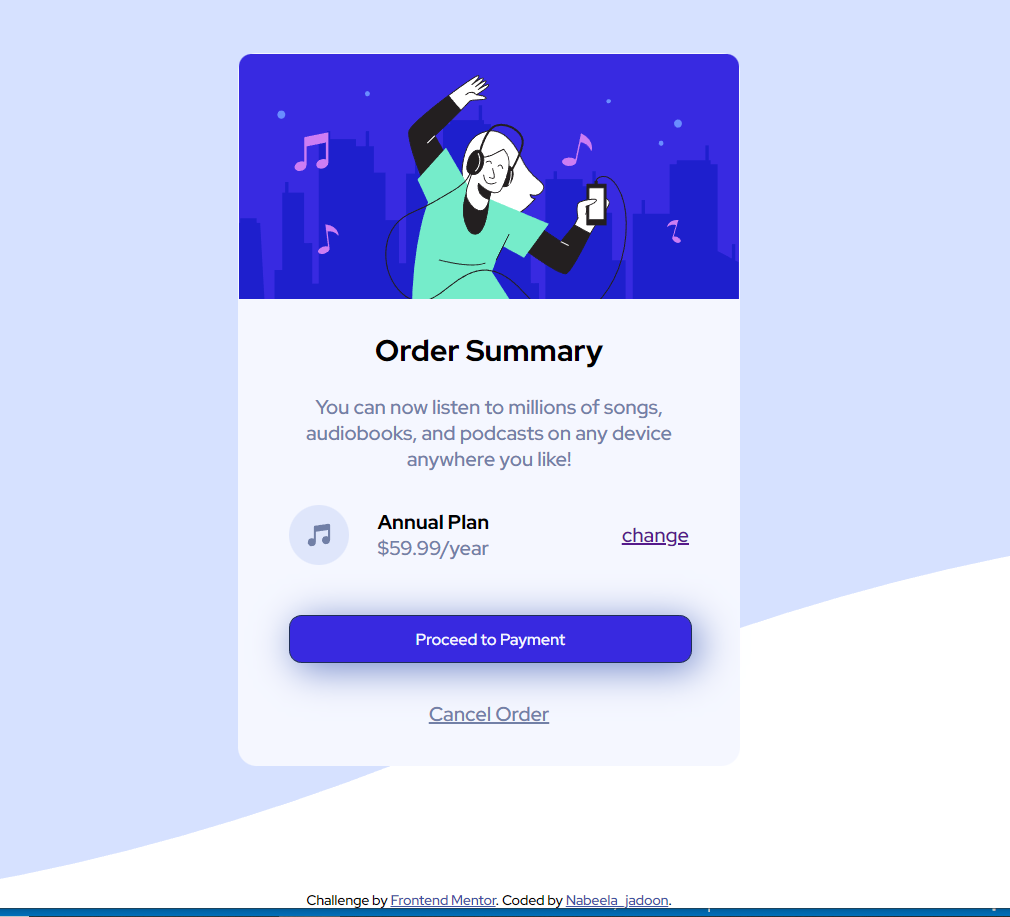 Order Summary
You can now listen to millions of songs,
audiobooks, and podcasts on any device
anywhere you like!
Annual Plan
$59.99/year
change
Proceed to Payment
Cancel Order
Challenge by Frontend Mentor. Coded by Nabeela_jadoon.